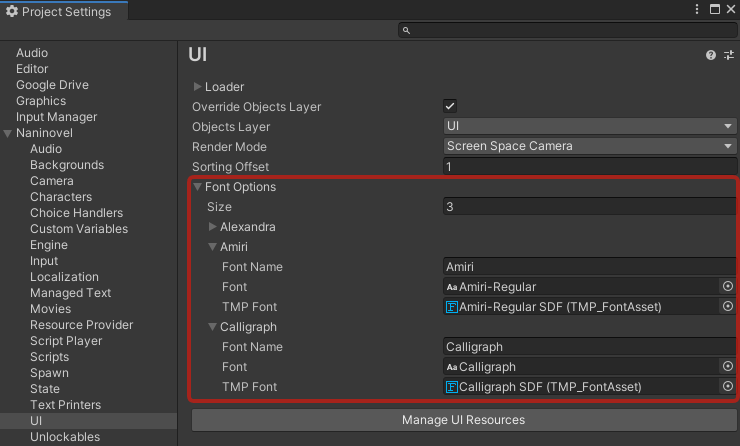 Project Settings
Audio
Editor
Google Drive
Graphics
Input Manager
Naninovel
Audio
Backgrounds
Camera
Characters
Choice Handlers
Custom Variables
Engine
Input
Localization
Managed Text
Movies
Resource Provider
Script Player
Scripts
Spawn
State
Text Printers
UI
Unlockables
UI
Loader
Override Objects Layer
Objects Layer UI
Render Mode Screen Space Camera
Sorting Offset 1
Font Options
Size 3
Alexandra
Amiri
Font Name Amiri
Font Aa Amiri-Regular
TMP Font F Amiri-Regular SDF (TMP_FontAsset)
Calligraph
Font Name Calligraph
Font Aa Calligraph
TMP Font F Calligraph SDF (TMP_FontAsset)
Manage UI Resources